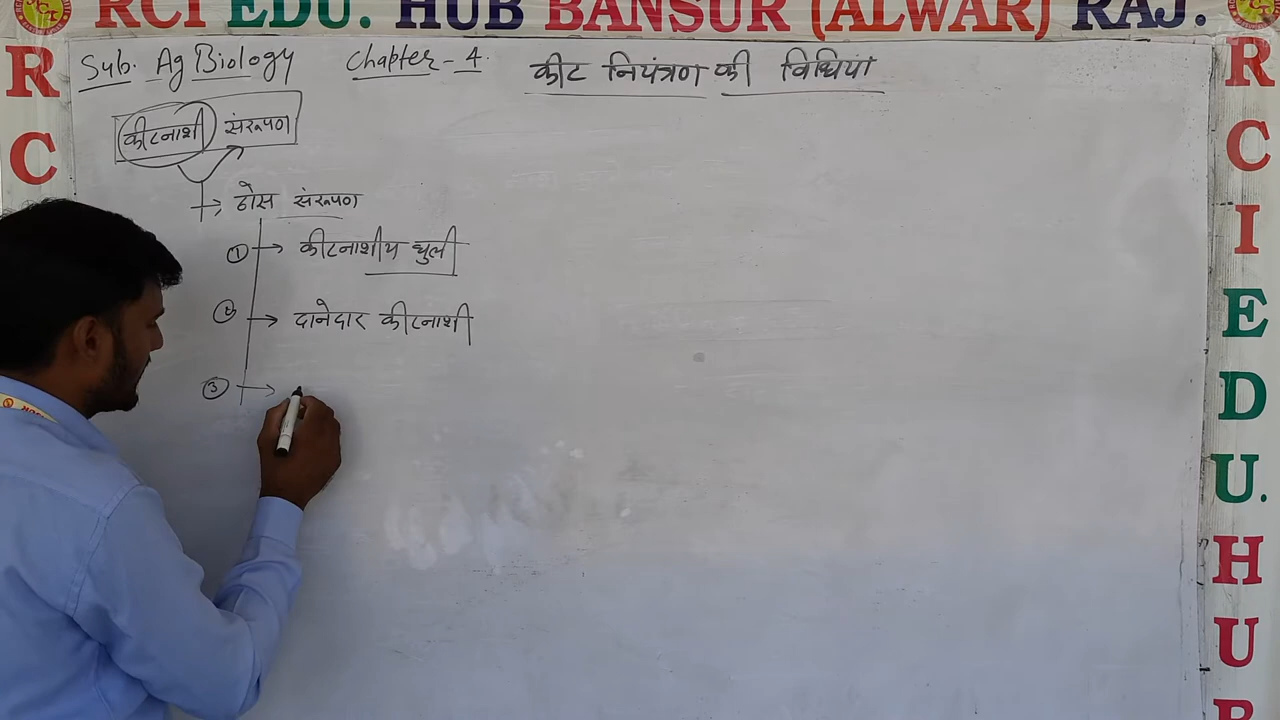 RCI EDU. HUB BANSUR (ALWAR) RAJ.
Sub. Ag Biology Chapter - 4. कीट नियंत्रण की विधियां
कीटनाशी संरूपण
→ ठोस संरूपण
① → कीटनाशीय धुली
② → दानेदार कीटनाशी
③ →
R
C
R
C
I
E
D
U.
H
U
R